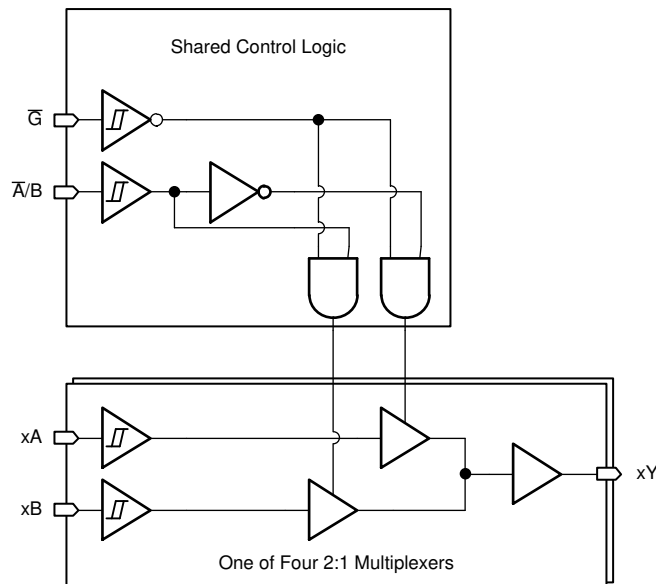 Shared Control Logic
G̅
A̅/B
xA
xY
xB
One of Four 2:1 Multiplexers